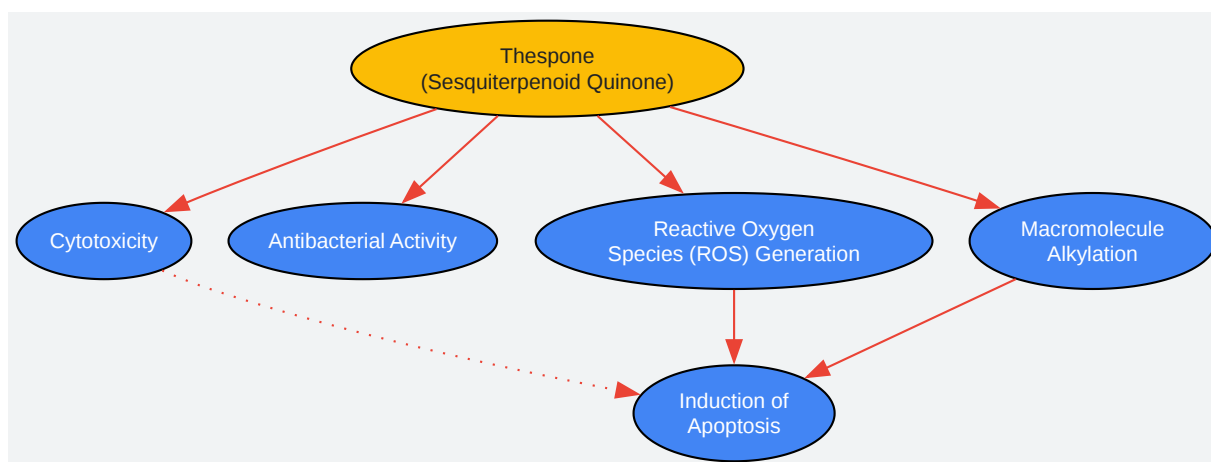 Thespone
(Sesquiterpenoid Quinone)
Cytotoxicity
Antibacterial Activity
Reactive Oxygen
Species (ROS) Generation
Macromolecule
Alkylation
Induction of
Apoptosis